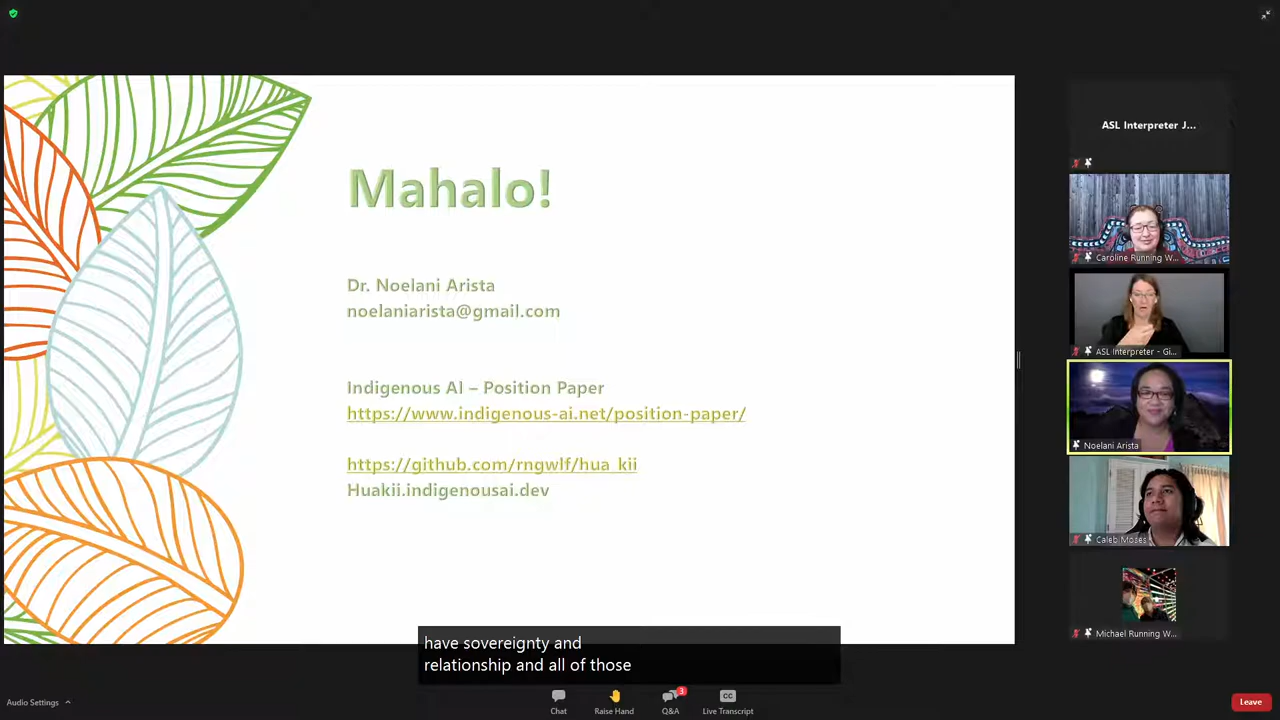 Mahalo!
Dr. Noelani Arista
noelaniarista@gmail.com
Indigenous AI – Position Paper
https://www.indigenous-ai.net/position-paper/
https://github.com/rngwlf/hua_kii
Huakii.indigenousai.dev
ASL Interpreter J...
Caroline Running W...
ASL Interpreter - Gi...
Noelani Arista
Caleb Moses
Michael Running W...
have sovereignty and
relationship and all of those
Audio Settings
Chat
Raise Hand
3
Q&A
CC
Live Transcript
Leave